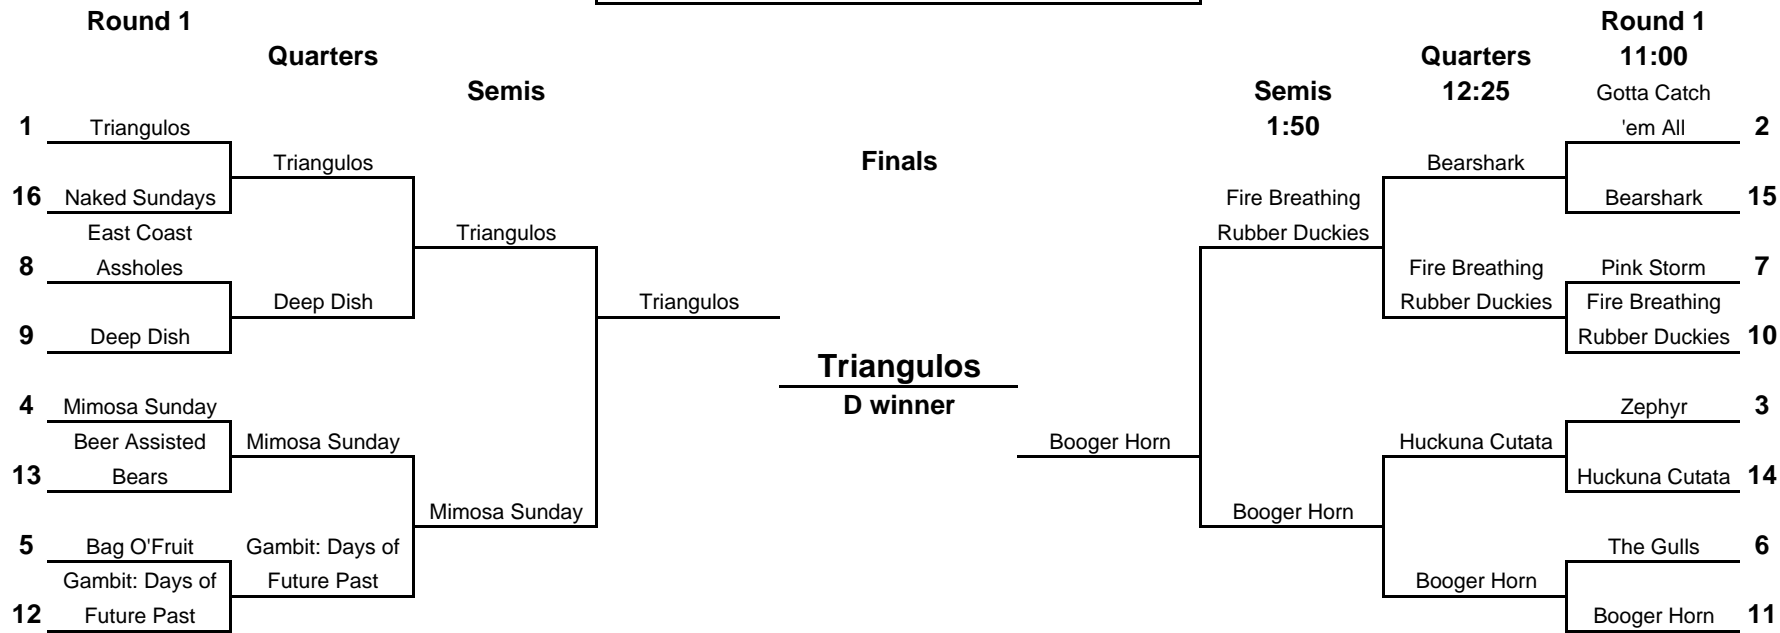 Round 1
Round 1
Quarters
Quarters
11:00
Semis
Semis
12:25
Gotta Catch
1
Triangulos
1:50
'em All
2
Triangulos
Finals
Bearshark
16
Naked Sundays
Fire Breathing
Bearshark
15
East Coast
Triangulos
Rubber Duckies
8
Assholes
Fire Breathing
Pink Storm
7
Deep Dish
Triangulos
Rubber Duckies
Fire Breathing
9
Deep Dish
Rubber Duckies
10
Triangulos
4
Mimosa Sunday
D winner
Zephyr
3
Beer Assisted
Mimosa Sunday
Booger Horn
Huckuna Cutata
13
Bears
Huckuna Cutata
14
Mimosa Sunday
Booger Horn
5
Bag O'Fruit
Gambit: Days of
The Gulls
6
Gambit: Days of
Future Past
Booger Horn
12
Future Past
Booger Horn
11